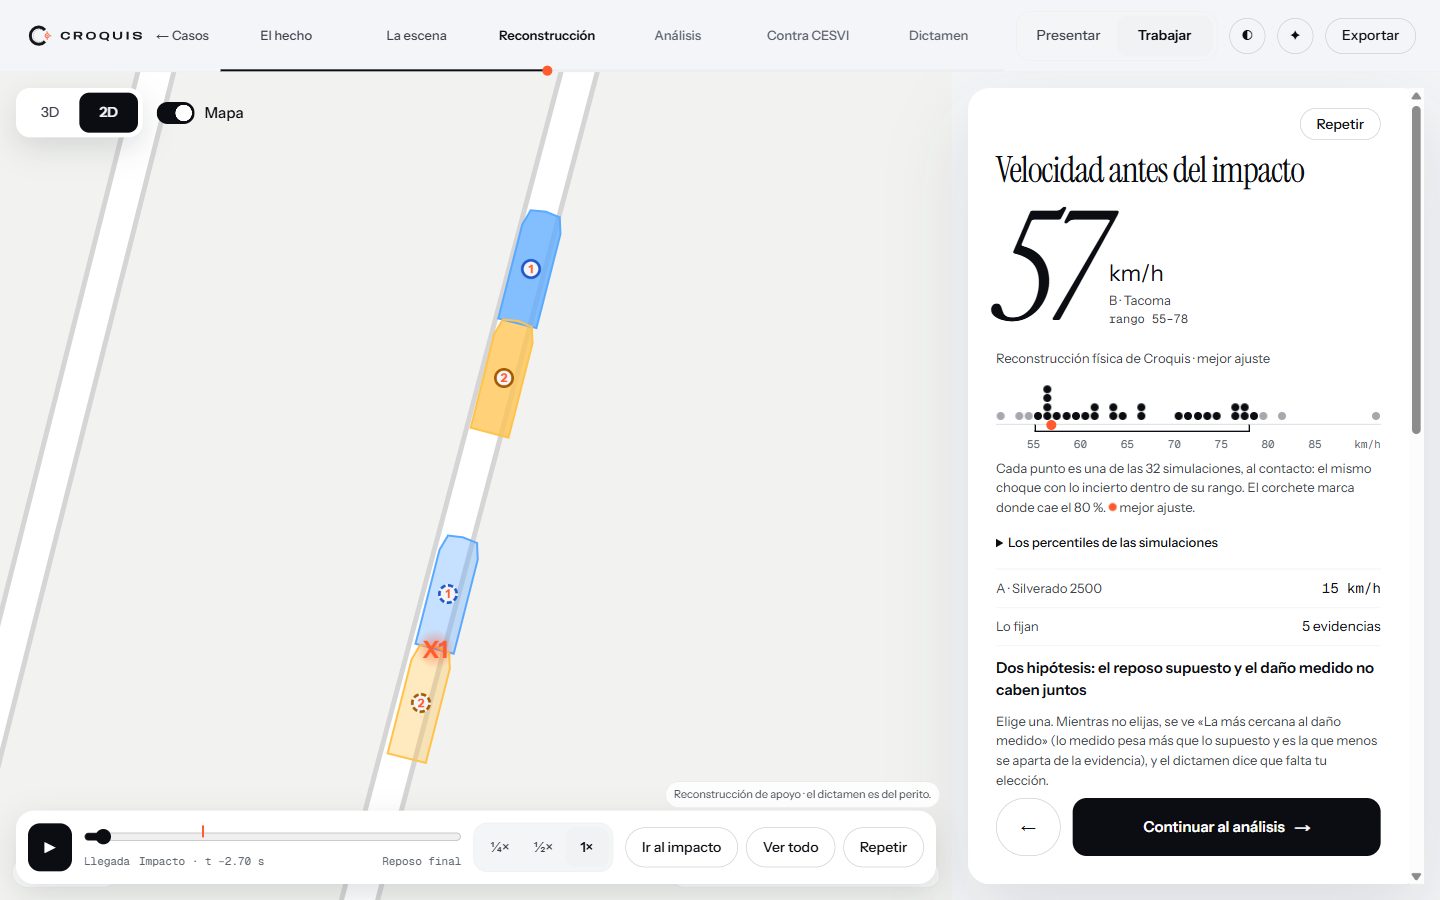 CROQUIS
← Casos
El hecho
La escena
Reconstrucción
Análisis
Contra CESVI
Dictamen
Presentar
Trabajar
Exportar
3D
2D
Mapa
1
2
1
X1
2
Reconstrucción de apoyo · el dictamen es del perito.
Llegada
Impacto · t −2.70 s
Reposo final
¼×
½×
1×
Ir al impacto
Ver todo
Repetir
Repetir
Velocidad antes del impacto
57
km/h
B · Tacoma
rango 55–78
Reconstrucción física de Croquis · mejor ajuste
55 60 65 70 75 80 85 km/h
Cada punto es una de las 32 simulaciones, al contacto: el mismo
choque con lo incierto dentro de su rango. El corchete marca
donde cae el 80 %. mejor ajuste.
Los percentiles de las simulaciones
A · Silverado 2500 15 km/h
Lo fijan 5 evidencias
Dos hipótesis: el reposo supuesto y el daño medido no
caben juntos
Elige una. Mientras no elijas, se ve «La más cercana al daño
medido» (lo medido pesa más que lo supuesto y es la que menos
se aparta de la evidencia), y el dictamen dice que falta tu
elección.
←
Continuar al análisis →